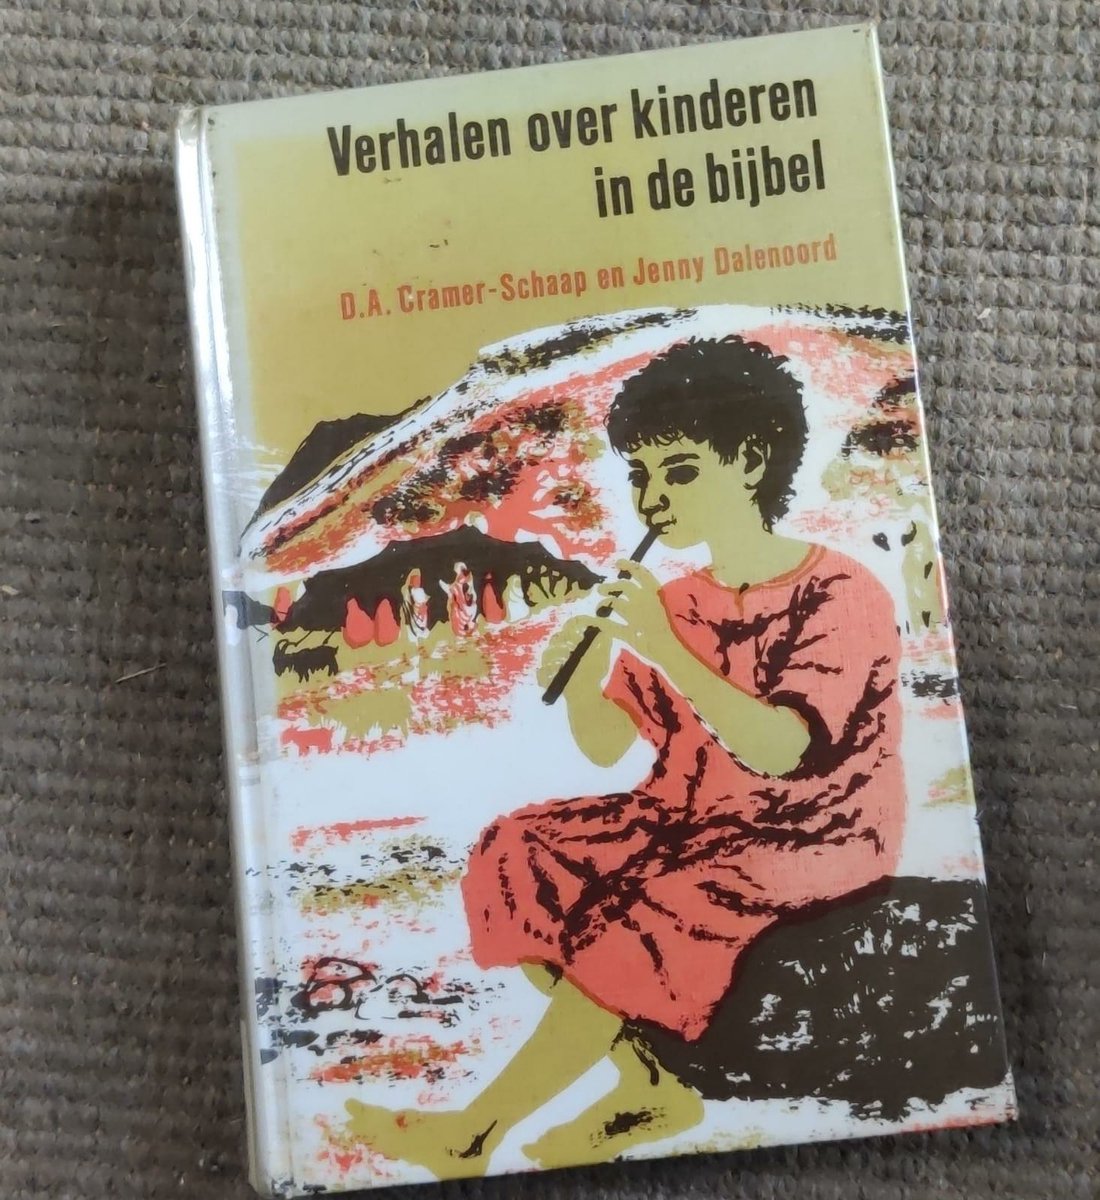 Verhalen over kinderen
in de bijbel
D.A. Cramer-Schaap en Jenny Dalenoord